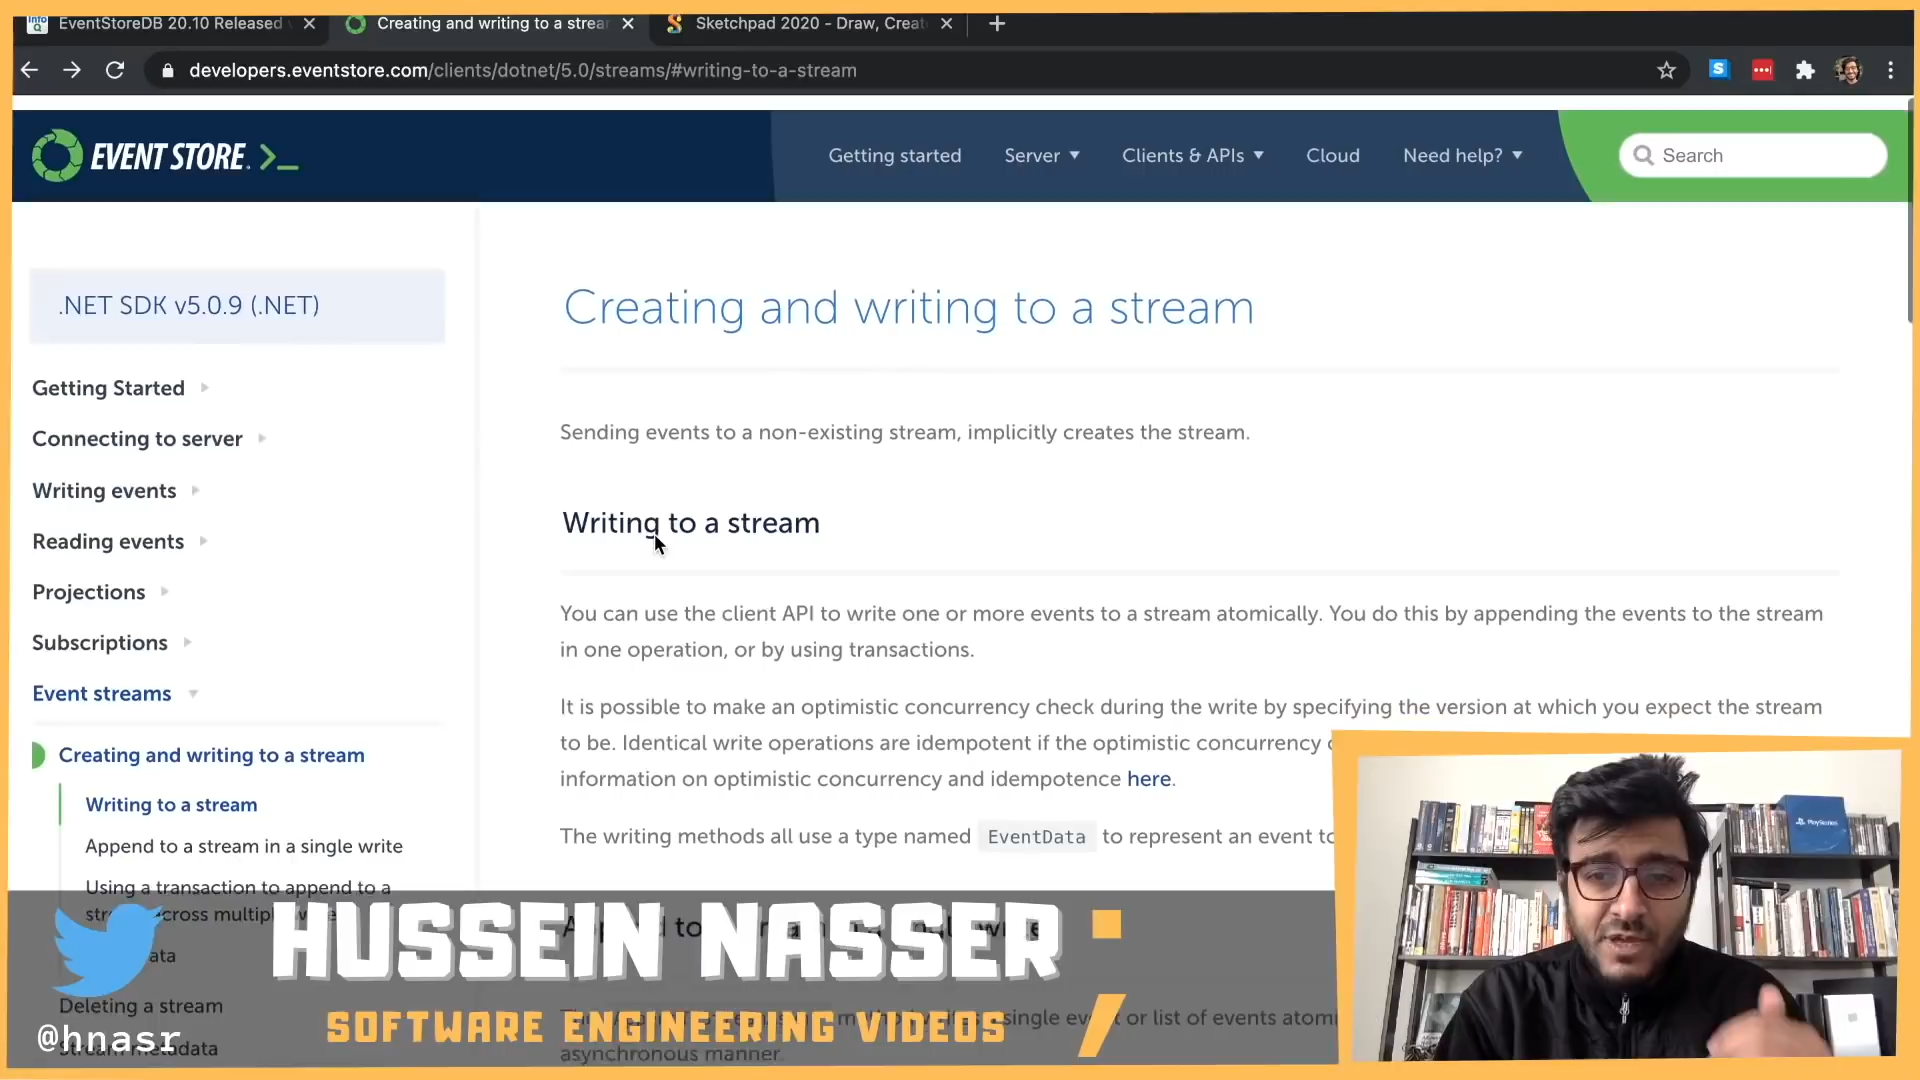 EventStoreDB 20.10 Released
Creating and writing to a strea
Sketchpad 2020 - Draw, Creat
developers.eventstore.com/clients/dotnet/5.0/streams/#writing-to-a-stream
EVENT STORE
Getting started
Server
Clients & APIs
Cloud
Need help?
Search
.NET SDK v5.0.9 (.NET)
Getting Started
Connecting to server
Writing events
Reading events
Projections
Subscriptions
Event streams
Creating and writing to a stream
Writing to a stream
Append to a stream in a single write
Using a transaction to append to a
Deleting a stream
Creating and writing to a stream
Sending events to a non-existing stream, implicitly creates the stream.
Writing to a stream
You can use the client API to write one or more events to a stream atomically. You do this by appending the events to the stream
in one operation, or by using transactions.
It is possible to make an optimistic concurrency check during the write by specifying the version at which you expect the stream
to be. Identical write operations are idempotent if the optimistic concurrency
information on optimistic concurrency and idempotence here.
The writing methods all use a type named EventData to represent an event to
single eve or list of events atom
asynchronous manner.
HUSSEIN NASSER
SOFTWARE ENGINEERING VIDEOS
@hnasr
PlayStation